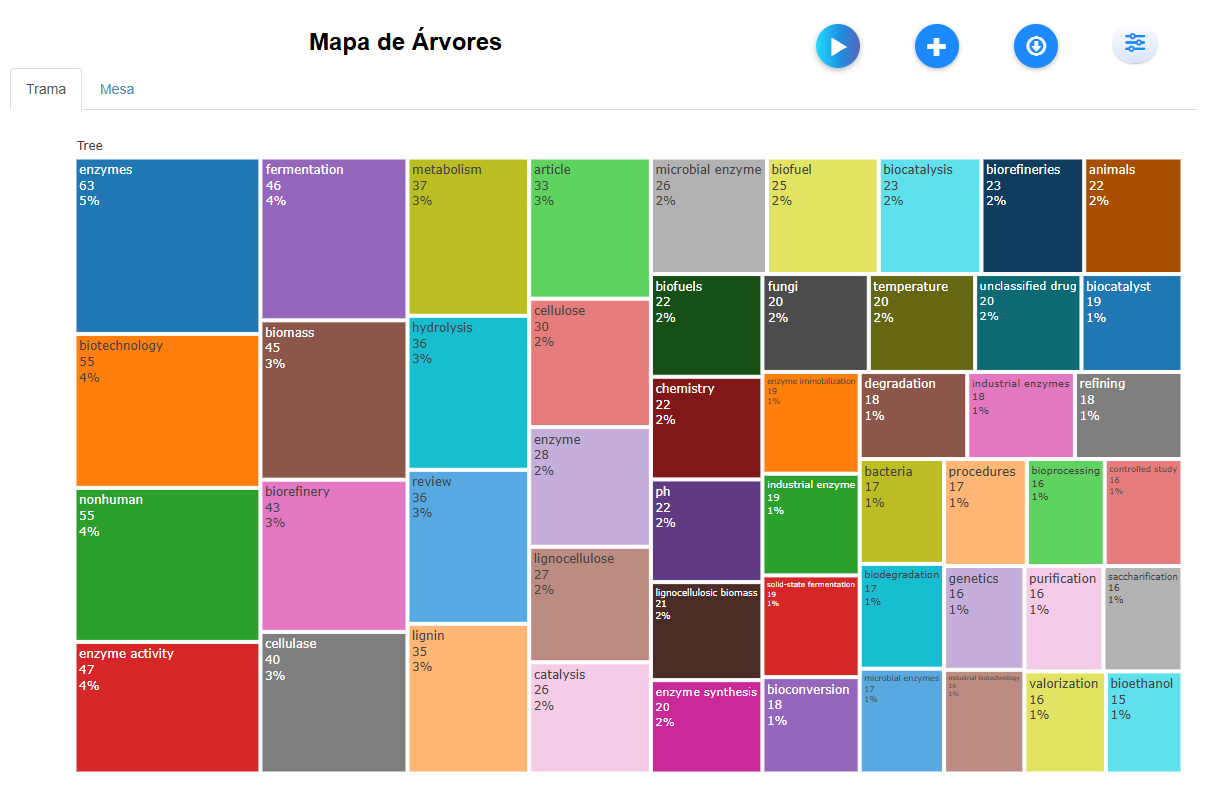 Mapa de Árvores
Trama
Mesa
Tree
enzymes
63
5%
biotechnology
55
4%
nonhuman
55
4%
enzyme activity
47
4%
fermentation
46
4%
biomass
45
3%
biorefinery
43
3%
cellulase
40
3%
metabolism
37
3%
hydrolysis
36
3%
review
36
3%
lignin
35
3%
article
33
3%
cellulose
30
2%
enzyme
28
2%
lignocellulose
27
2%
catalysis
26
2%
microbial enzyme
26
2%
biofuel
25
2%
biocatalysis
23
2%
biorefineries
23
2%
animals
22
2%
biofuels
22
2%
chemistry
22
2%
ph
22
2%
lignocellulosic biomass
21
2%
enzyme synthesis
20
2%
fungi
20
2%
temperature
20
2%
unclassified drug
20
2%
biocatalyst
19
1%
enzyme immobilization
19
1%
industrial enzyme
19
1%
solid-state fermentation
19
1%
bioconversion
18
1%
degradation
18
1%
industrial enzymes
18
1%
refining
18
1%
bacteria
17
1%
biodegradation
17
1%
microbial enzymes
17
1%
procedures
17
1%
bioprocessing
16
1%
controlled study
16
1%
genetics
16
1%
purification
16
1%
saccharification
16
1%
industrial biotechnology
16
1%
valorization
16
1%
bioethanol
15
1%